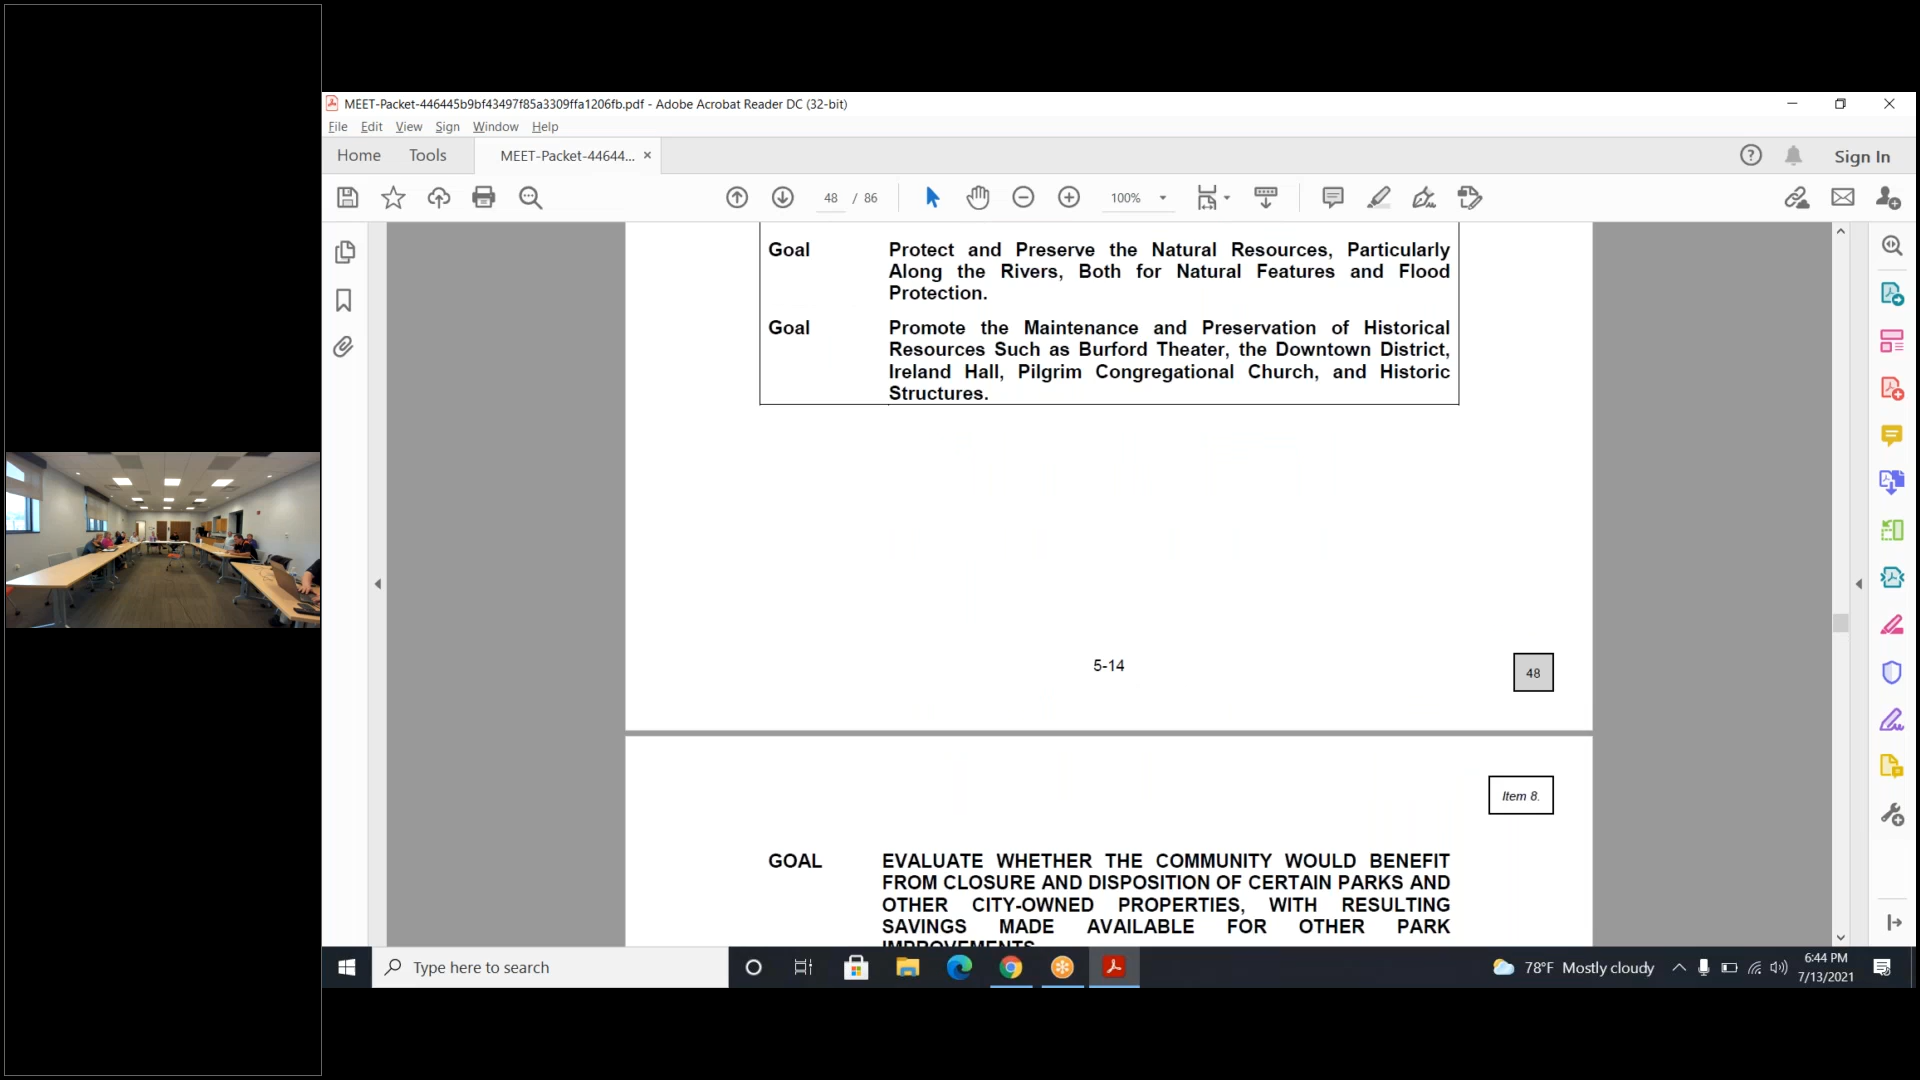 MEET-Packet-446445b9bf43497f85a3309ffa1206fb.pdf - Adobe Acrobat Reader DC (32-bit)
File Edit View Sign Window Help
Home Tools MEET-Packet-44644... × Sign In
48 / 86 100%
Goal Protect and Preserve the Natural Resources, Particularly
Along the Rivers, Both for Natural Features and Flood
Protection.
Goal Promote the Maintenance and Preservation of Historical
Resources Such as Burford Theater, the Downtown District,
Ireland Hall, Pilgrim Congregational Church, and Historic
Structures.
5-14
48
Item 8.
GOAL EVALUATE WHETHER THE COMMUNITY WOULD BENEFIT
FROM CLOSURE AND DISPOSITION OF CERTAIN PARKS AND
OTHER CITY-OWNED PROPERTIES, WITH RESULTING
SAVINGS MADE AVAILABLE FOR OTHER PARK
IMPROVEMENTS
Type here to search
78°F Mostly cloudy
6:44 PM
7/13/2021